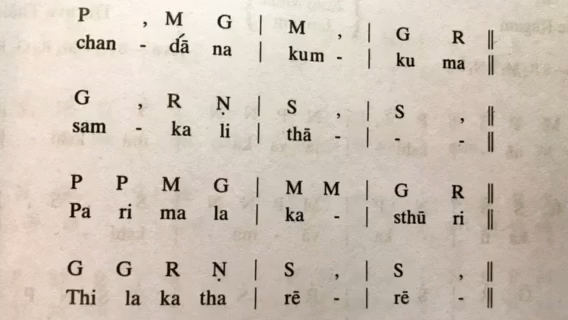 P , M G | M , | G R ‖
chan - dā́ na | kum - | ku ma ‖
G , R Ṇ | S , | S , ‖
sam - ka li | thā - | - - ‖
P P M G | M M | G R ‖
Pa ri ma la | ka - | sthū ri ‖
G G R Ṇ | S , | S , ‖
Thi la ka tha | rē - | rē - ‖